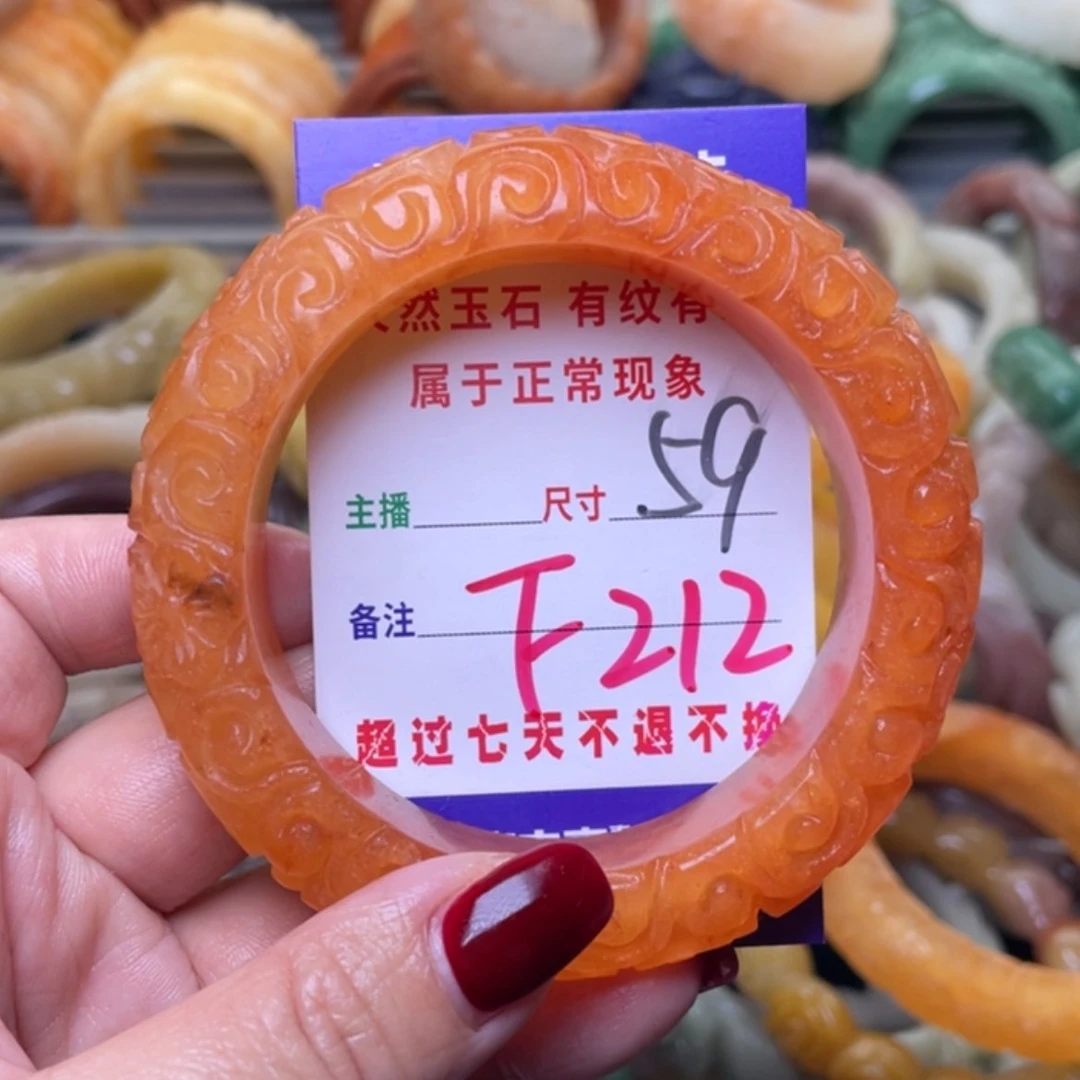 然玉石 有纹有
属于正常现象
主播 尺寸 59
备注 F212
超过七天不退不换